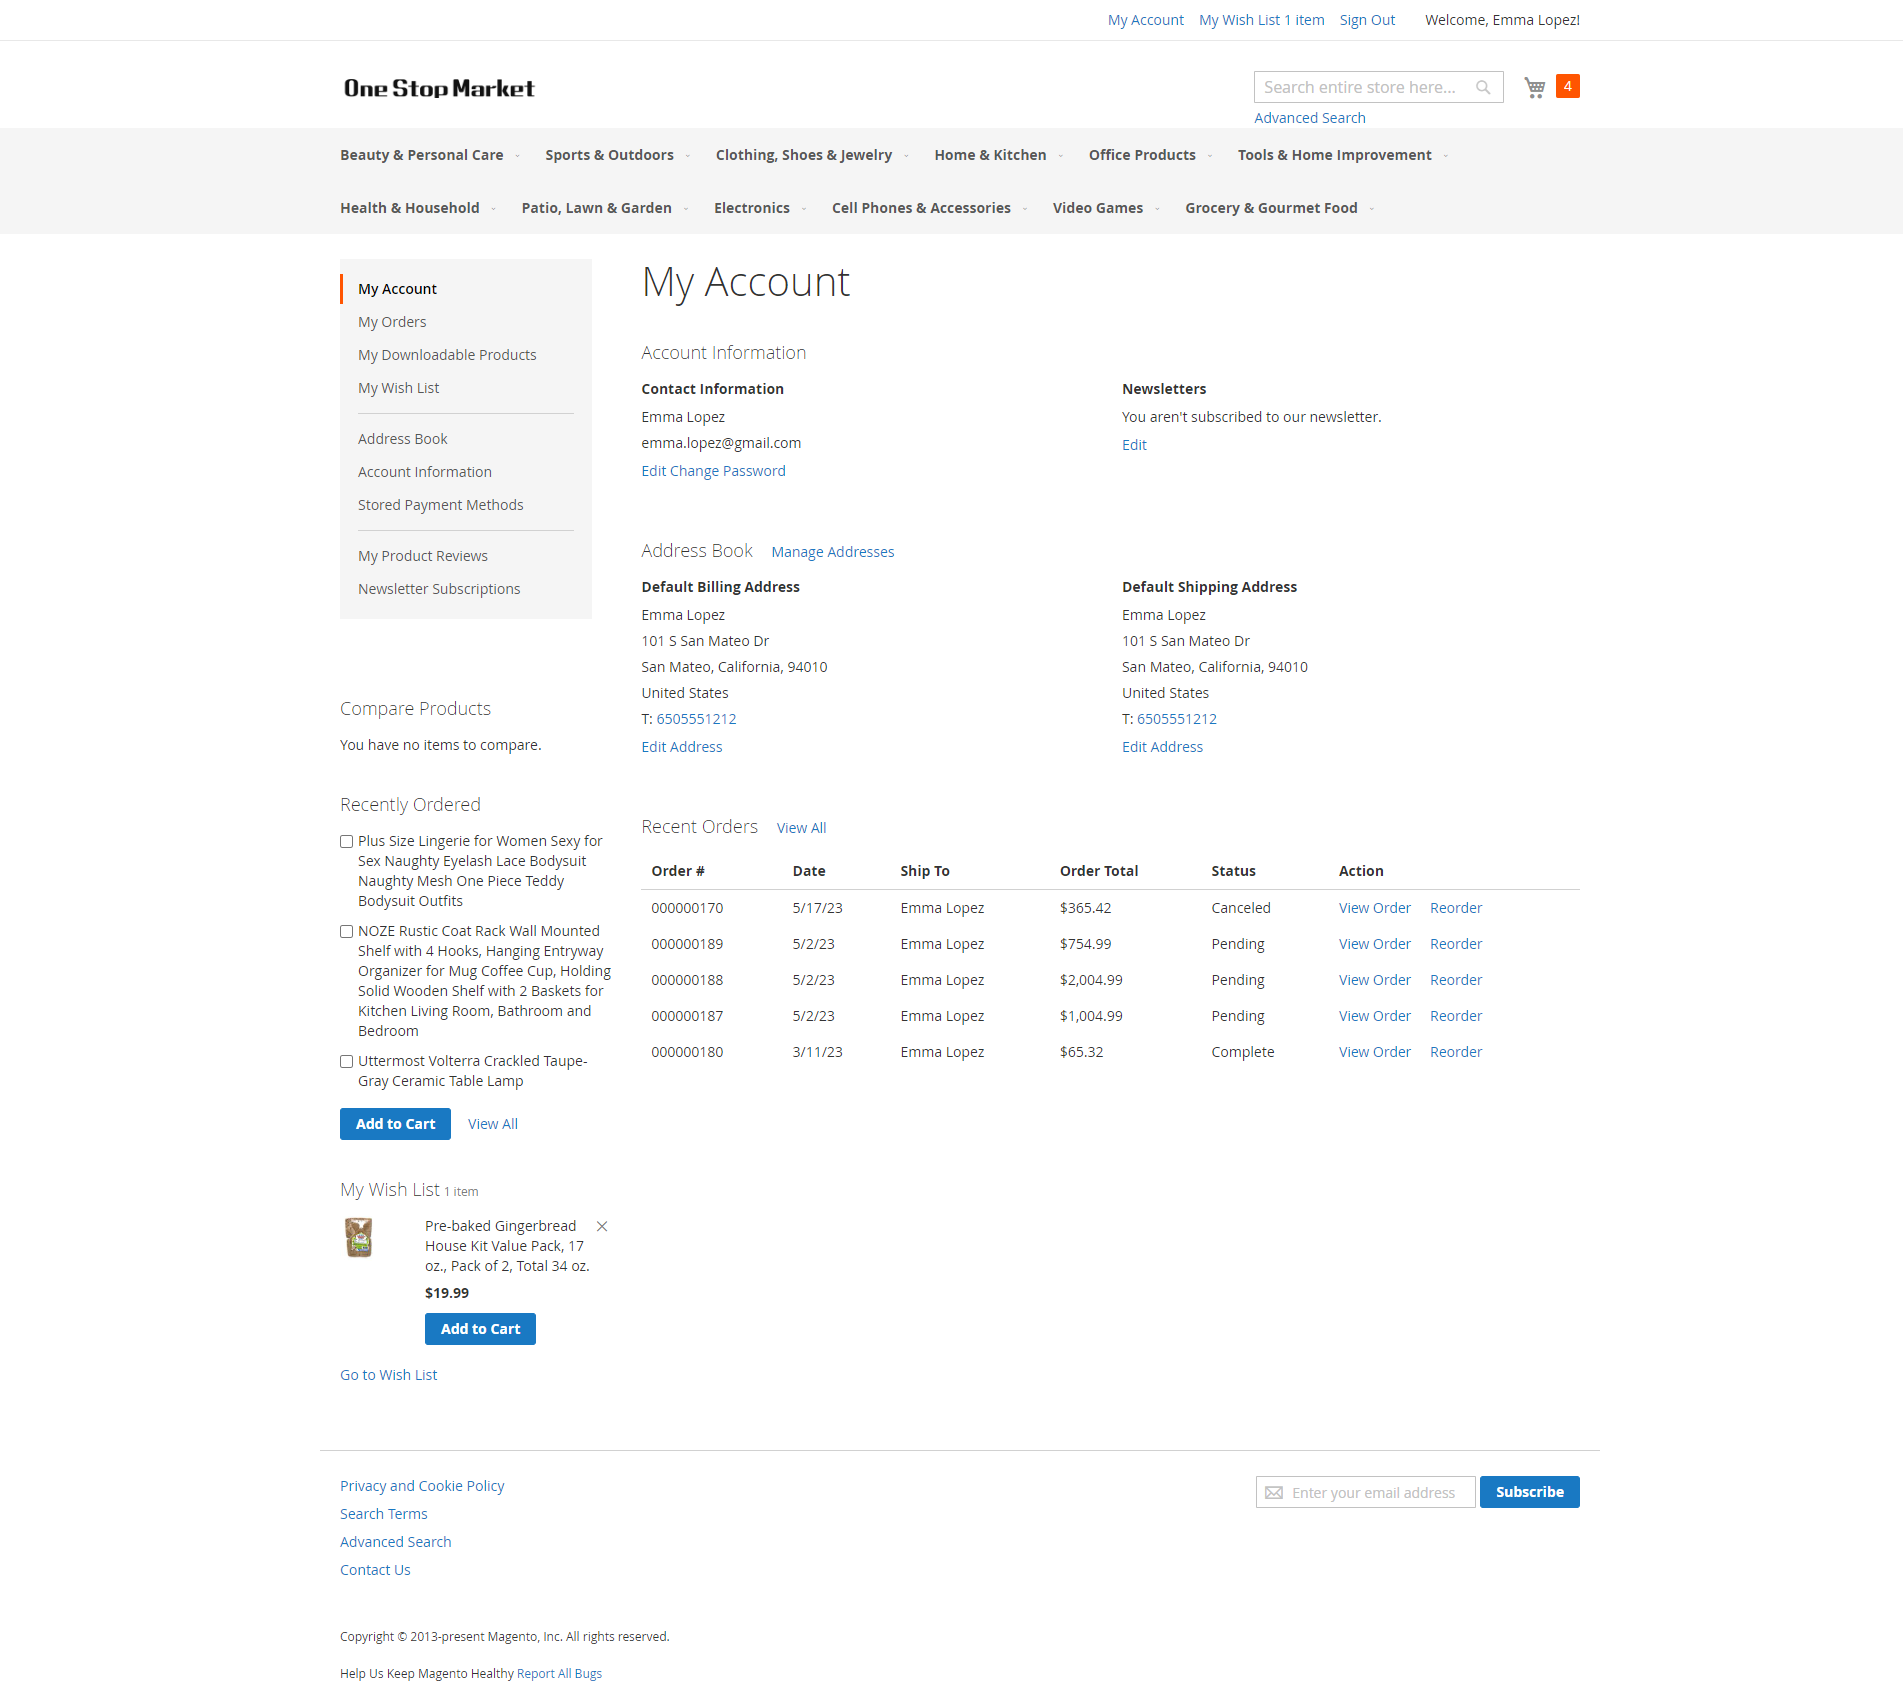 My Account My Wish List 1 item Sign Out Welcome, Emma Lopez!
One Stop Market
Search entire store here...
4
Advanced Search
Beauty & Personal Care Sports & Outdoors Clothing, Shoes & Jewelry Home & Kitchen Office Products Tools & Home Improvement
Health & Household Patio, Lawn & Garden Electronics Cell Phones & Accessories Video Games Grocery & Gourmet Food
My Account
My Orders
My Downloadable Products
My Wish List
Address Book
Account Information
Stored Payment Methods
My Product Reviews
Newsletter Subscriptions
Compare Products
You have no items to compare.
Recently Ordered
Plus Size Lingerie for Women Sexy for
Sex Naughty Eyelash Lace Bodysuit
Naughty Mesh One Piece Teddy
Bodysuit Outfits
NOZE Rustic Coat Rack Wall Mounted
Shelf with 4 Hooks, Hanging Entryway
Organizer for Mug Coffee Cup, Holding
Solid Wooden Shelf with 2 Baskets for
Kitchen Living Room, Bathroom and
Bedroom
Uttermost Volterra Crackled Taupe-
Gray Ceramic Table Lamp
Add to Cart View All
My Wish List 1 item
Pre-baked Gingerbread
House Kit Value Pack, 17
oz., Pack of 2, Total 34 oz.
$19.99
Add to Cart
Go to Wish List
My Account
Account Information
Contact Information
Emma Lopez
emma.lopez@gmail.com
Edit Change Password
Newsletters
You aren't subscribed to our newsletter.
Edit
Address Book Manage Addresses
Default Billing Address
Emma Lopez
101 S San Mateo Dr
San Mateo, California, 94010
United States
T: 6505551212
Edit Address
Default Shipping Address
Emma Lopez
101 S San Mateo Dr
San Mateo, California, 94010
United States
T: 6505551212
Edit Address
Recent Orders View All
Order # Date Ship To Order Total Status Action
000000170 5/17/23 Emma Lopez $365.42 Canceled View Order Reorder
000000189 5/2/23 Emma Lopez $754.99 Pending View Order Reorder
000000188 5/2/23 Emma Lopez $2,004.99 Pending View Order Reorder
000000187 5/2/23 Emma Lopez $1,004.99 Pending View Order Reorder
000000180 3/11/23 Emma Lopez $65.32 Complete View Order Reorder
Privacy and Cookie Policy
Search Terms
Advanced Search
Contact Us
Enter your email address Subscribe
Copyright © 2013-present Magento, Inc. All rights reserved.
Help Us Keep Magento Healthy Report All Bugs